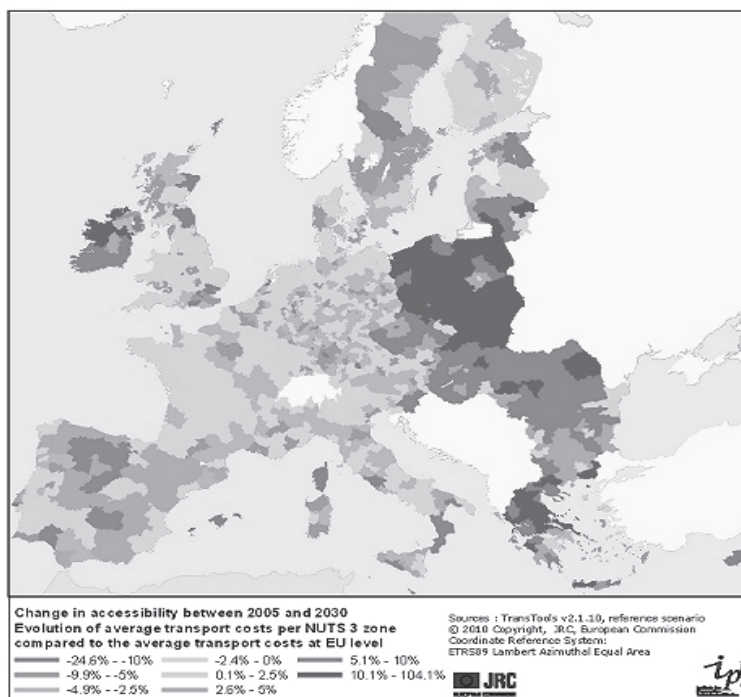 Change in accessibility between 2005 and 2030
Evolution of average transport costs per NUTS 3 zone
compared to the average transport costs at EU level
-24.6% - -10%
-9.9% - -5%
-4.9% - -2.5%
-2.4% - 0%
0.1% - 2.5%
2.6% - 5%
5.1% - 10%
10.1% - 104.1%
Sources : TransTools v2.1.10, reference scenario
© 2010 Copyright, JRC, European Commission
Coordinate Reference System:
ETRS89 Lambert Azimuthal Equal Area
JRC
EUROPEAN COMMISSION